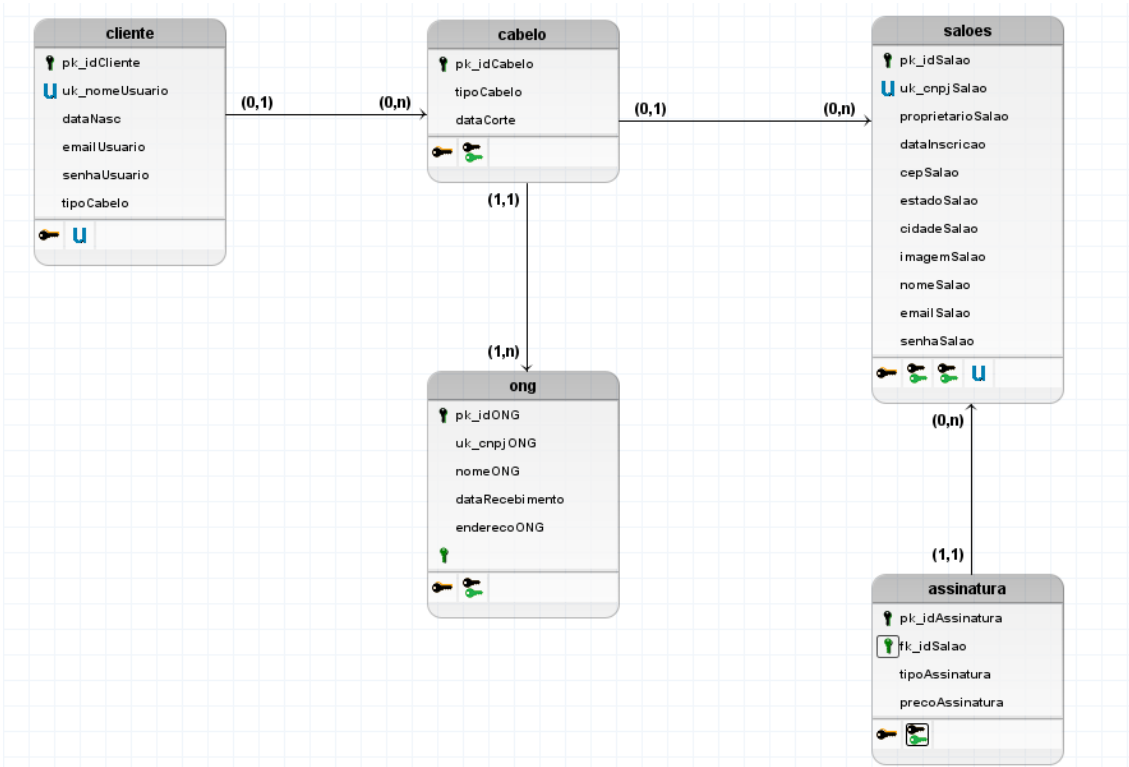 cliente
pk_idCliente
U uk_nomeUsuario
dataNasc
emailUsuario
senhaUsuario
tipoCabelo
U
(0,1)
(0,n)
cabelo
pk_idCabelo
tipoCabelo
dataCorte
(0,1)
(0,n)
saloes
pk_idSalao
U uk_cnpjSalao
proprietarioSalao
dataInscricao
cepSalao
estadoSalao
cidadeSalao
imagemSalao
nomeSalao
emailSalao
senhaSalao
U
(1,1)
(1,n)
ong
pk_idONG
uk_cnpjONG
nomeONG
dataRecebimento
enderecoONG
(0,n)
(1,1)
assinatura
pk_idAssinatura
fk_idSalao
tipoAssinatura
precoAssinatura